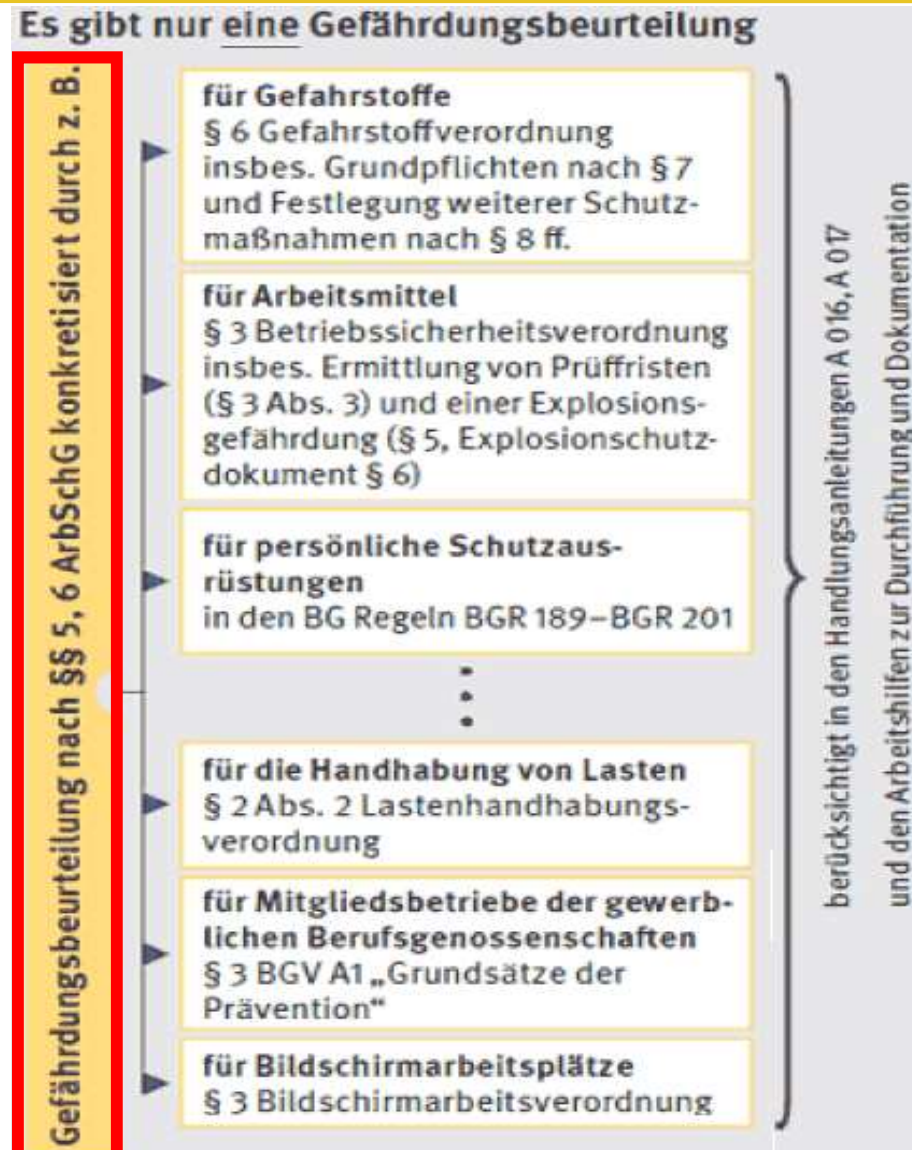 Es gibt nur eine Gefährdungsbeurteilung
Gefährdungsbeurteilung nach §§ 5, 6 ArbSchG konkretisiert durch z. B.
für Gefahrstoffe
§ 6 Gefahrstoffverordnung
insbes. Grundpflichten nach § 7
und Festlegung weiterer Schutz-
maßnahmen nach § 8 ff.
für Arbeitsmittel
§ 3 Betriebssicherheitsverordnung
insbes. Ermittlung von Prüffristen
(§ 3 Abs. 3) und einer Explosions-
gefährdung (§ 5, Explosionschutz-
dokument § 6)
für persönliche Schutzaus-
rüstungen
in den BG Regeln BGR 189–BGR 201
für die Handhabung von Lasten
§ 2 Abs. 2 Lastenhandhabungs-
verordnung
für Mitgliedsbetriebe der gewerb-
lichen Berufsgenossenschaften
§ 3 BGV A1 „Grundsätze der
Prävention“
für Bildschirmarbeitsplätze
§ 3 Bildschirmarbeitsverordnung
berücksichtigt in den Handlungsanleitungen A 016, A 017
und den Arbeitshilfen zur Durchführung und Dokumentation